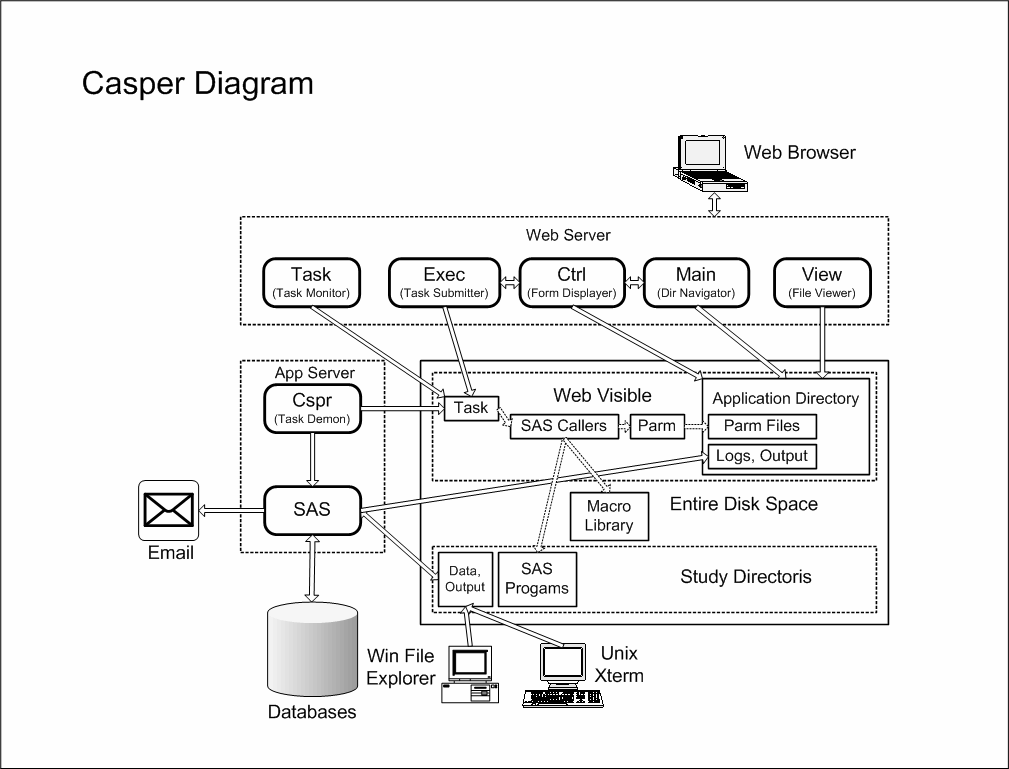 Casper Diagram
Web Browser
Web Server
Task
(Task Monitor)
Exec
(Task Submitter)
Ctrl
(Form Displayer)
Main
(Dir Navigator)
View
(File Viewer)
App Server
Cspr
(Task Demon)
Web Visible
Task
SAS Callers
Parm
Application Directory
Parm Files
Logs, Output
SAS
Email
Macro
Library
Entire Disk Space
Data,
Output
SAS
Progams
Study Directoris
Win File
Explorer
Unix
Xterm
Databases